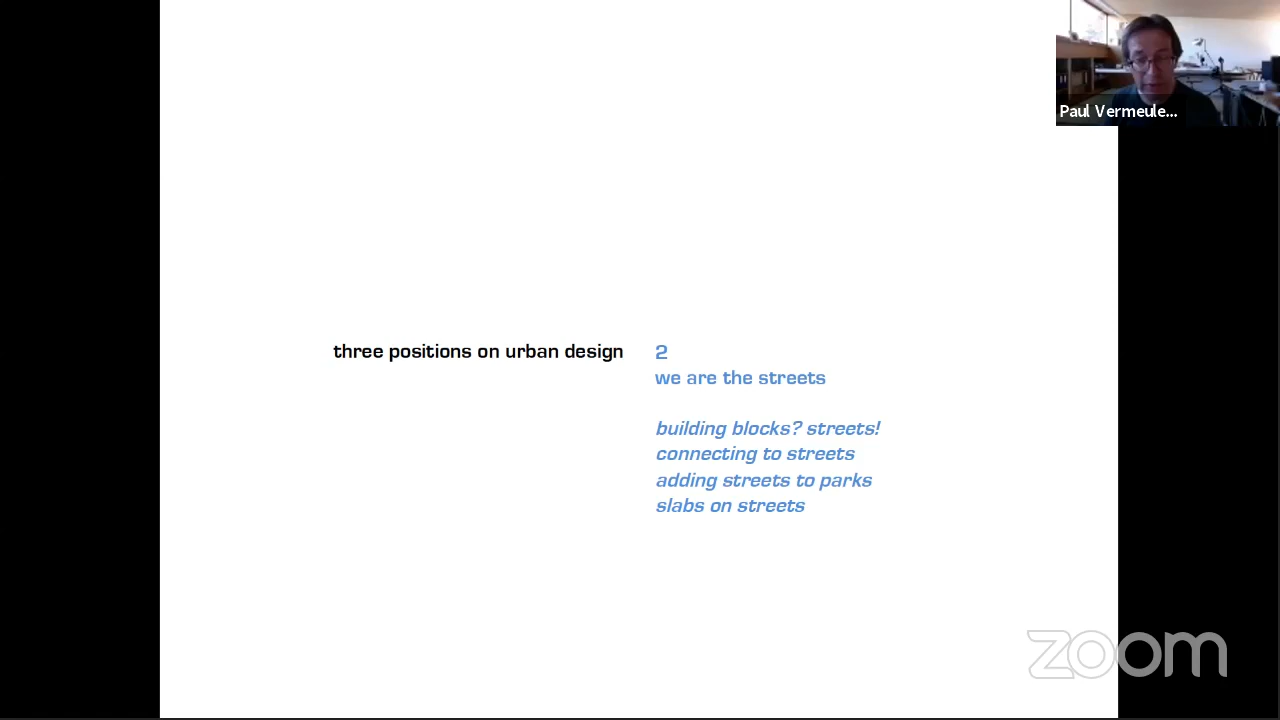 Paul Vermeule...
three positions on urban design
2
we are the streets
building blocks? streets!
connecting to streets
adding streets to parks
slabs on streets
zoom